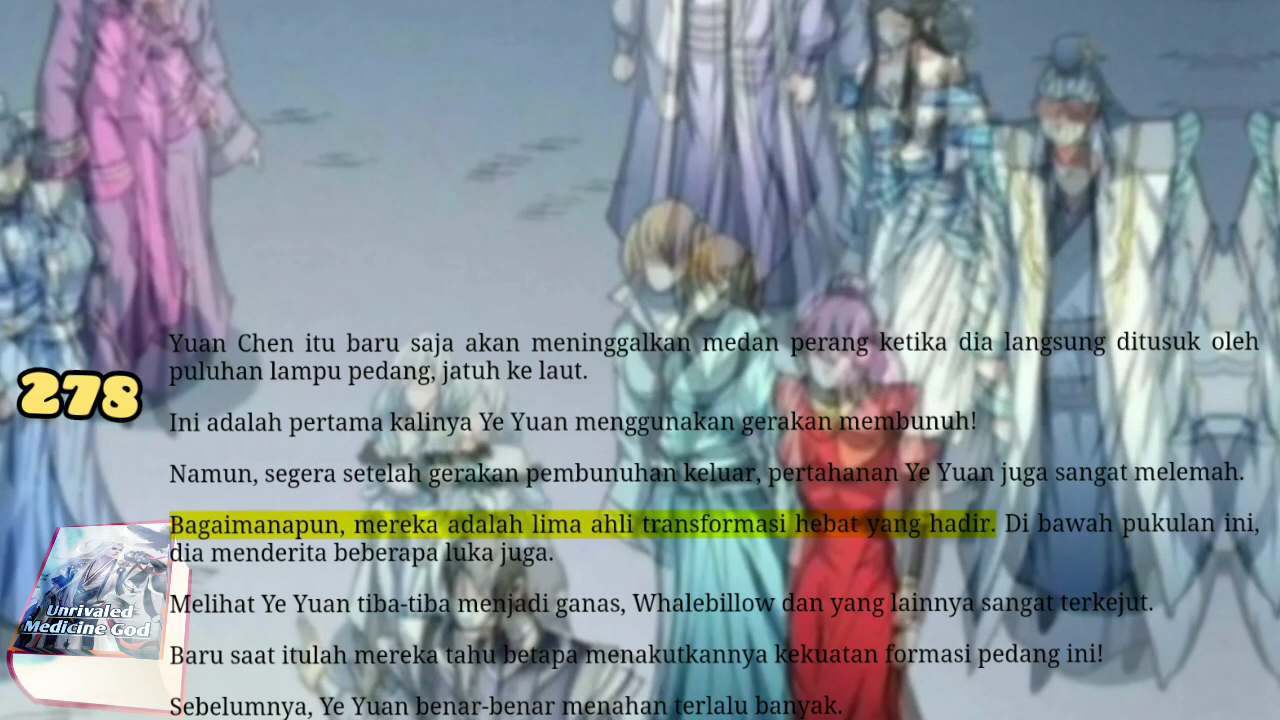 Yuan Chen itu baru saja akan meninggalkan medan perang ketika dia langsung ditusuk oleh
puluhan lampu pedang, jatuh ke laut.
278
Ini adalah pertama kalinya Ye Yuan menggunakan gerakan membunuh!
Namun, segera setelah gerakan pembunuhan keluar, pertahanan Ye Yuan juga sangat melemah.
Bagaimanapun, mereka adalah lima ahli transformasi hebat yang hadir. Di bawah pukulan ini,
dia menderita beberapa luka juga.
Melihat Ye Yuan tiba-tiba menjadi ganas, Whalebillow dan yang lainnya sangat terkejut.
Baru saat itulah mereka tahu betapa menakutkannya kekuatan formasi pedang ini!
Sebelumnya, Ye Yuan benar-benar menahan terlalu banyak.
Unrivaled
Medicine God